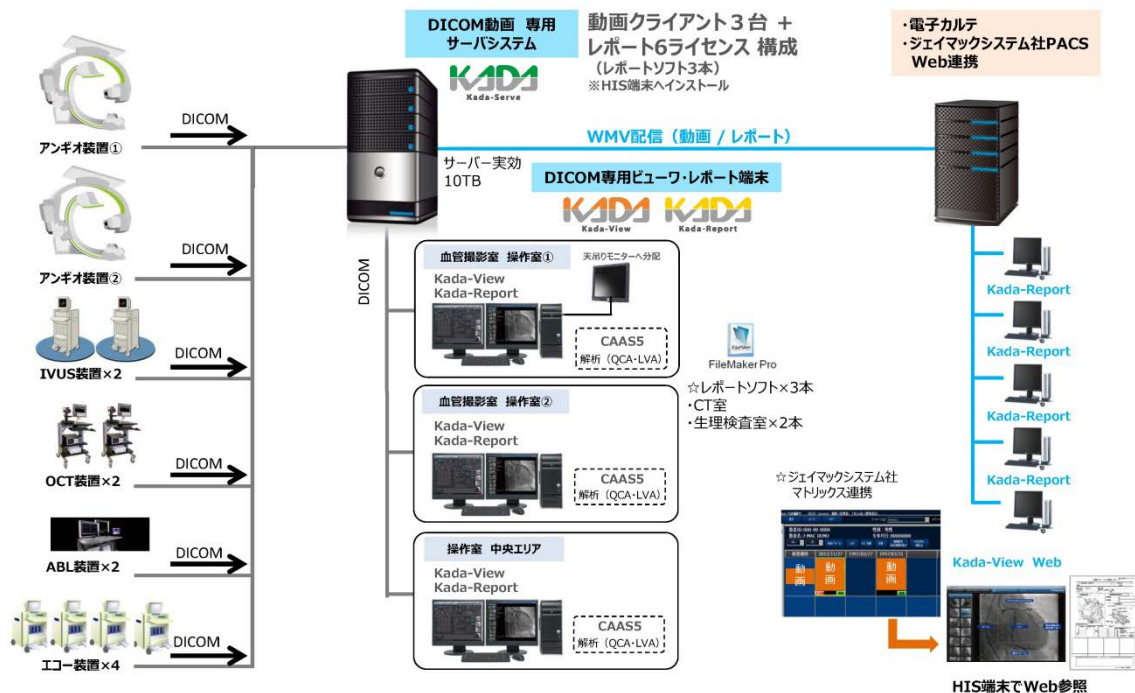 DICOM動画 専用
サーバシステム
KADA
Kada-Serve
動画クライアント３台 +
レポート6ライセンス 構成
（レポートソフト3本）
※HIS端末へインストール
・電子カルテ
・ジェイマックシステム社PACS
Web連携
DICOM
アンギオ装置①
DICOM
アンギオ装置②
DICOM
IVUS装置×2
DICOM
OCT装置×2
DICOM
ABL装置×2
DICOM
エコー装置×4
サーバー実効
10TB
WMV配信（動画 / レポート）
DICOM専用ビューワ・レポート端末
KADA
Kada-View
KADA
Kada-Report
DICOM
血管撮影室 操作室①
Kada-View
Kada-Report
天吊りモニターへ分配
CAAS5
解析（QCA・LVA）
血管撮影室 操作室②
Kada-View
Kada-Report
CAAS5
解析（QCA・LVA）
操作室 中央エリア
Kada-View
Kada-Report
CAAS5
解析（QCA・LVA）
FileMaker Pro
☆レポートソフト×3本
・CT室
・生理検査室×2本
☆ジェイマックシステム社
マトリックス連携
動画
動画
動画
Kada-Report
Kada-Report
Kada-Report
Kada-Report
Kada-View Web
HIS端末でWeb参照